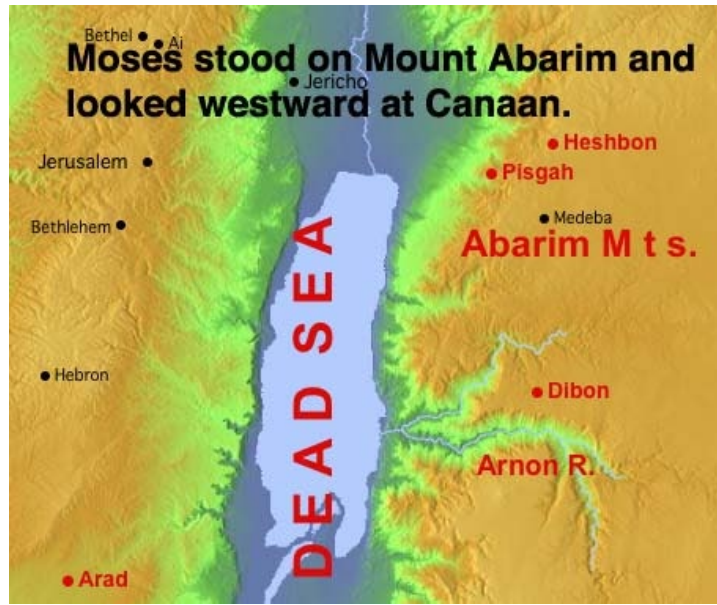 Bethel
Ai
Moses stood on Mount Abarim and
looked westward at Canaan.
Jericho
Heshbon
Jerusalem
Pisgah
Medeba
Bethlehem
Abarim M t s.
DEAD SEA
Hebron
Dibon
Arnon R.
Arad